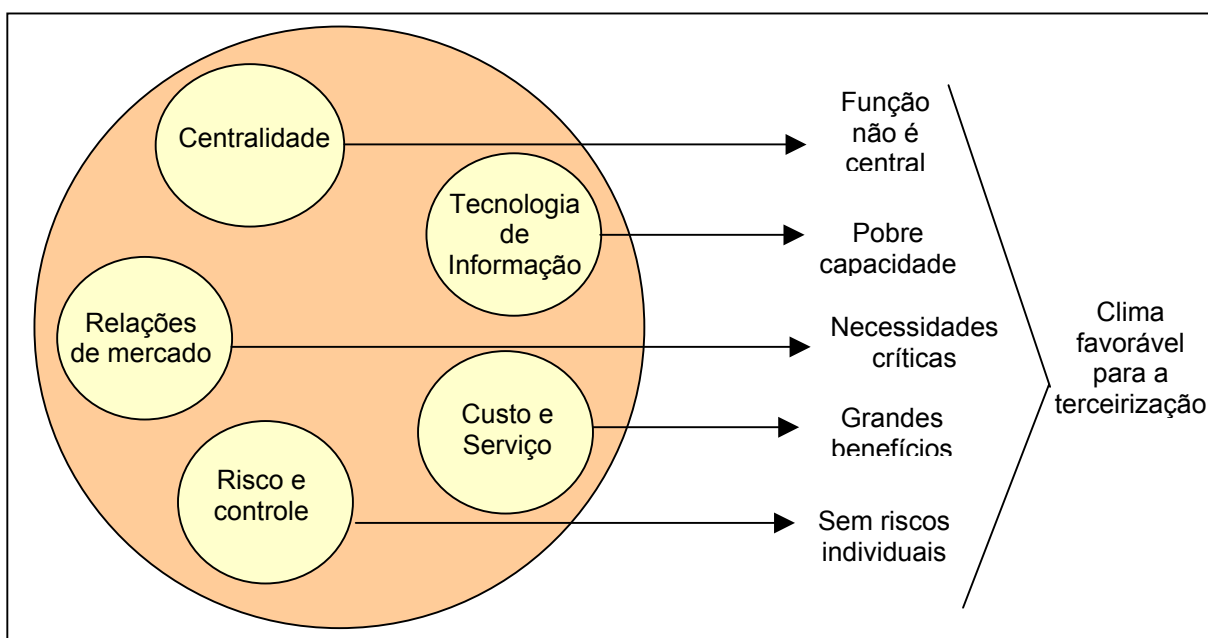 Centralidade
Função
não é
central
Tecnologia
de
Informação
Pobre
capacidade
Relações
de mercado
Necessidades
críticas
Custo e
Serviço
Grandes
benefícios
Risco e
controle
Sem riscos
individuais
Clima
favorável
para a
terceirização